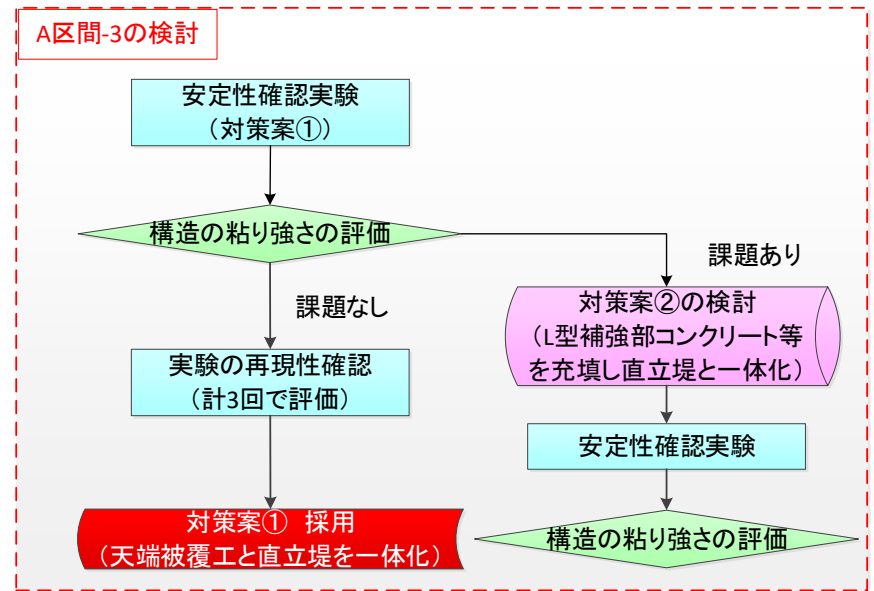 A区間-3の検討
安定性確認実験
（対策案①）
構造の粘り強さの評価
課題あり
課題なし
対策案②の検討
（L型補強部コンクリート等
を充填し直立堤と一体化）
実験の再現性確認
（計3回で評価）
安定性確認実験
対策案①　採用
（天端被覆工と直立堤を一体化）
構造の粘り強さの評価